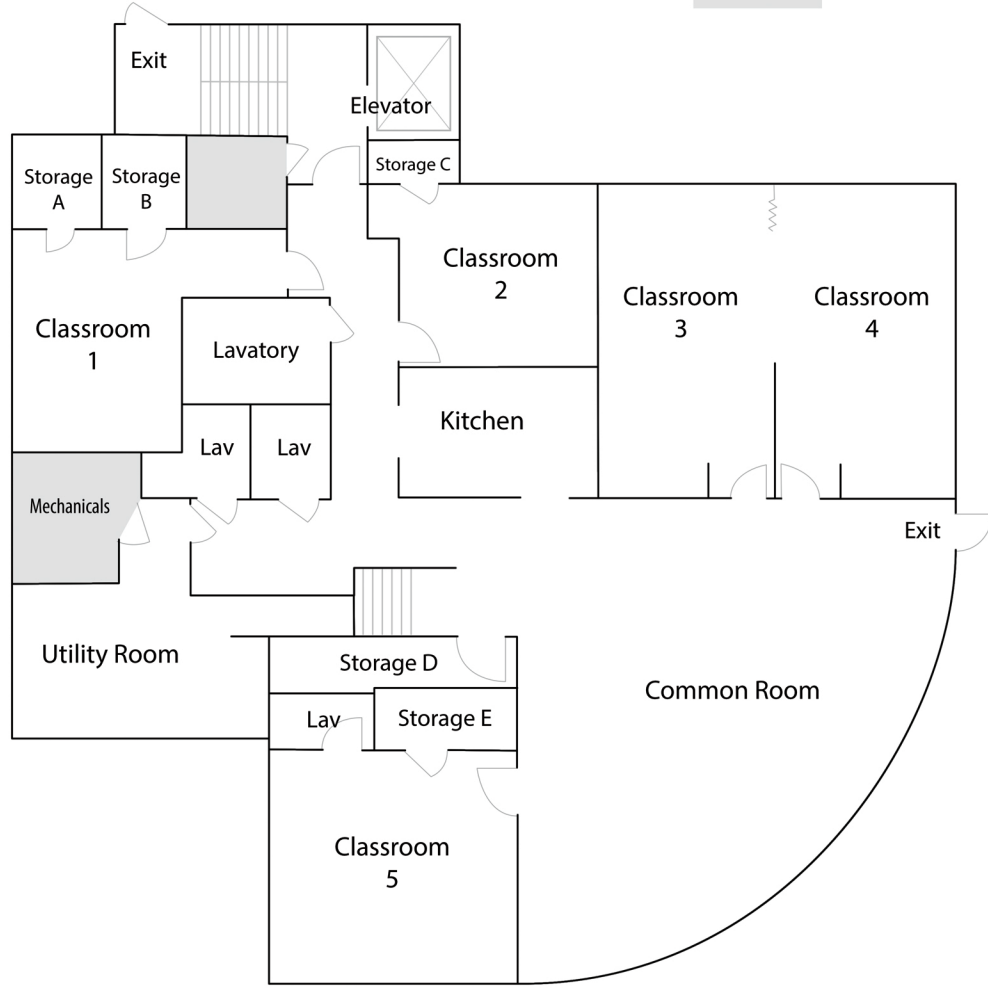 Exit
Elevator
Storage C
Storage
A
Storage
B
Classroom
2
Classroom
3
Classroom
4
Classroom
1
Lavatory
Kitchen
Lav
Lav
Mechanicals
Exit
Utility Room
Storage D
Common Room
Lav
Storage E
Classroom
5